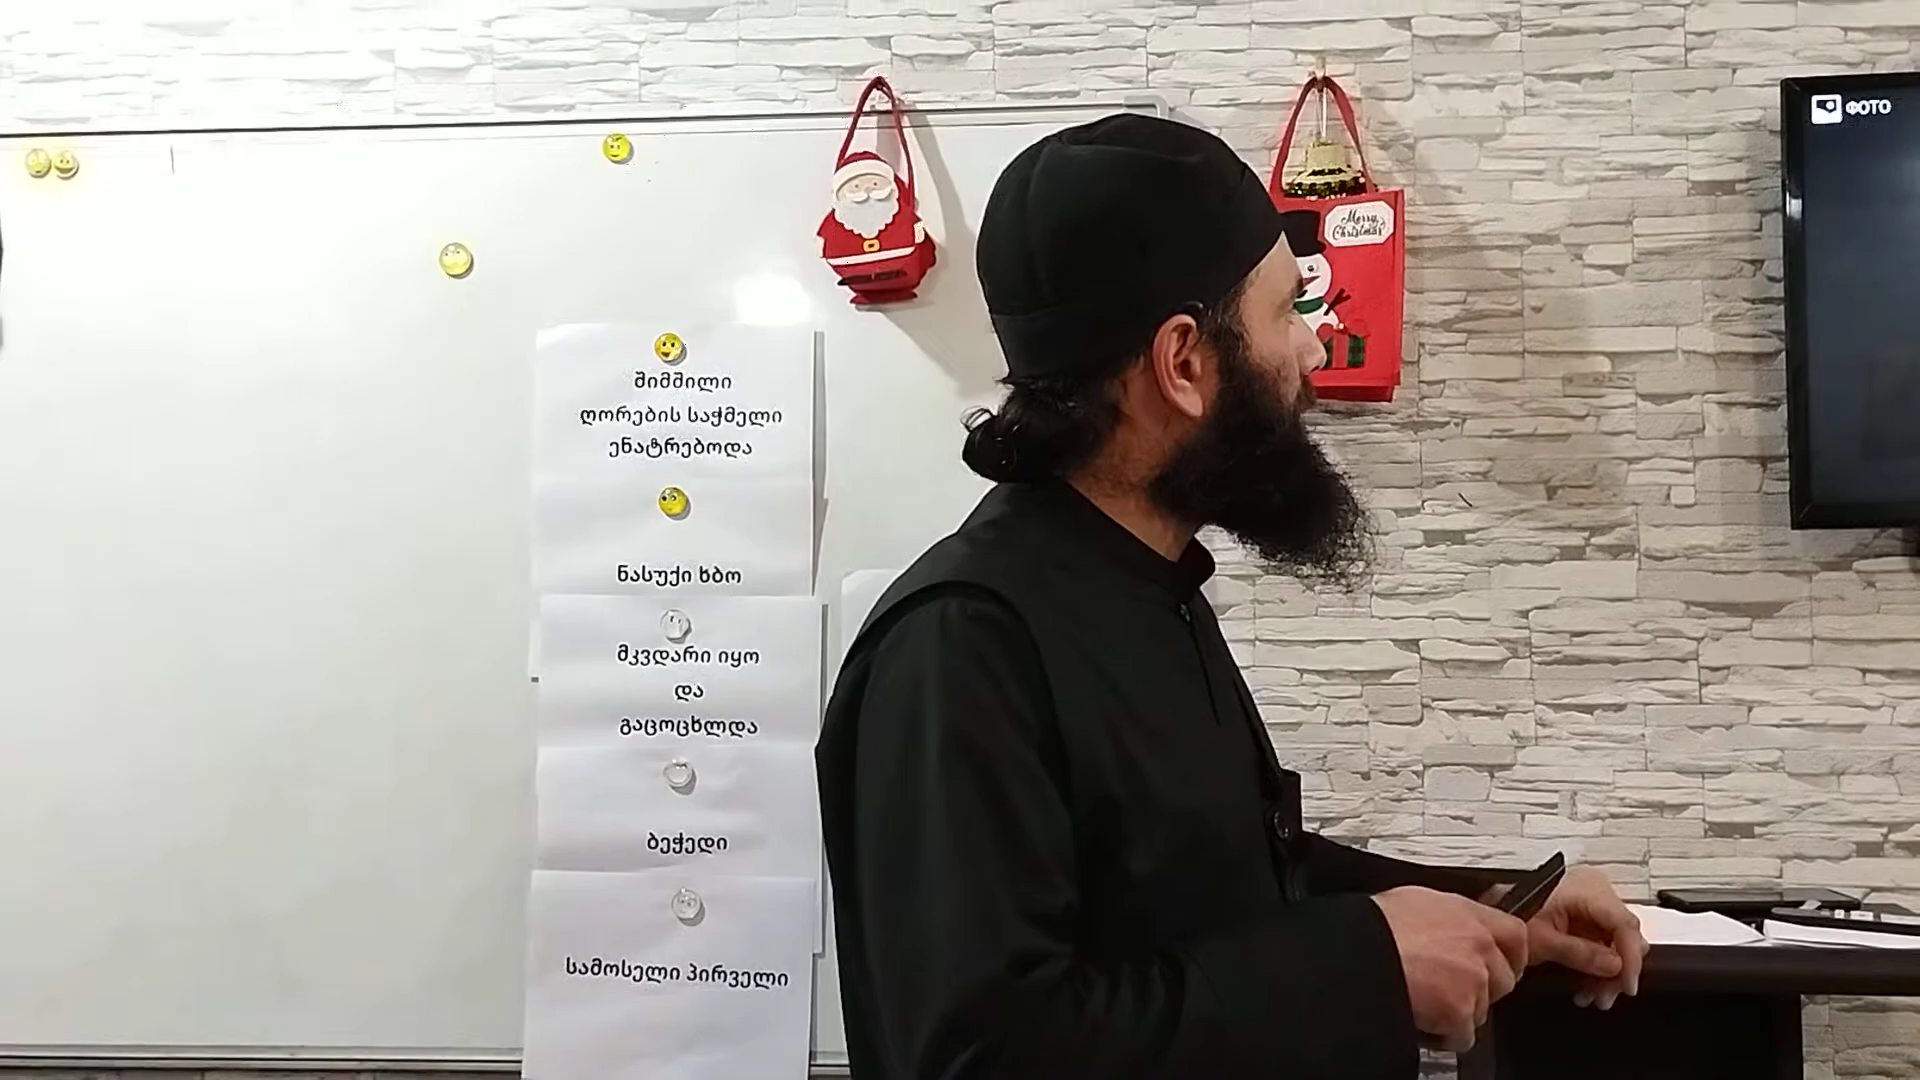 ФОТО
Merry
Christmas
შიმშილი
ღორების საჭმელი
ენატრებოდა
ნასუქი ხბო
მკვდარი იყო
და
გაცოცხლდა
ბეჭედი
სამოსელი პირველი